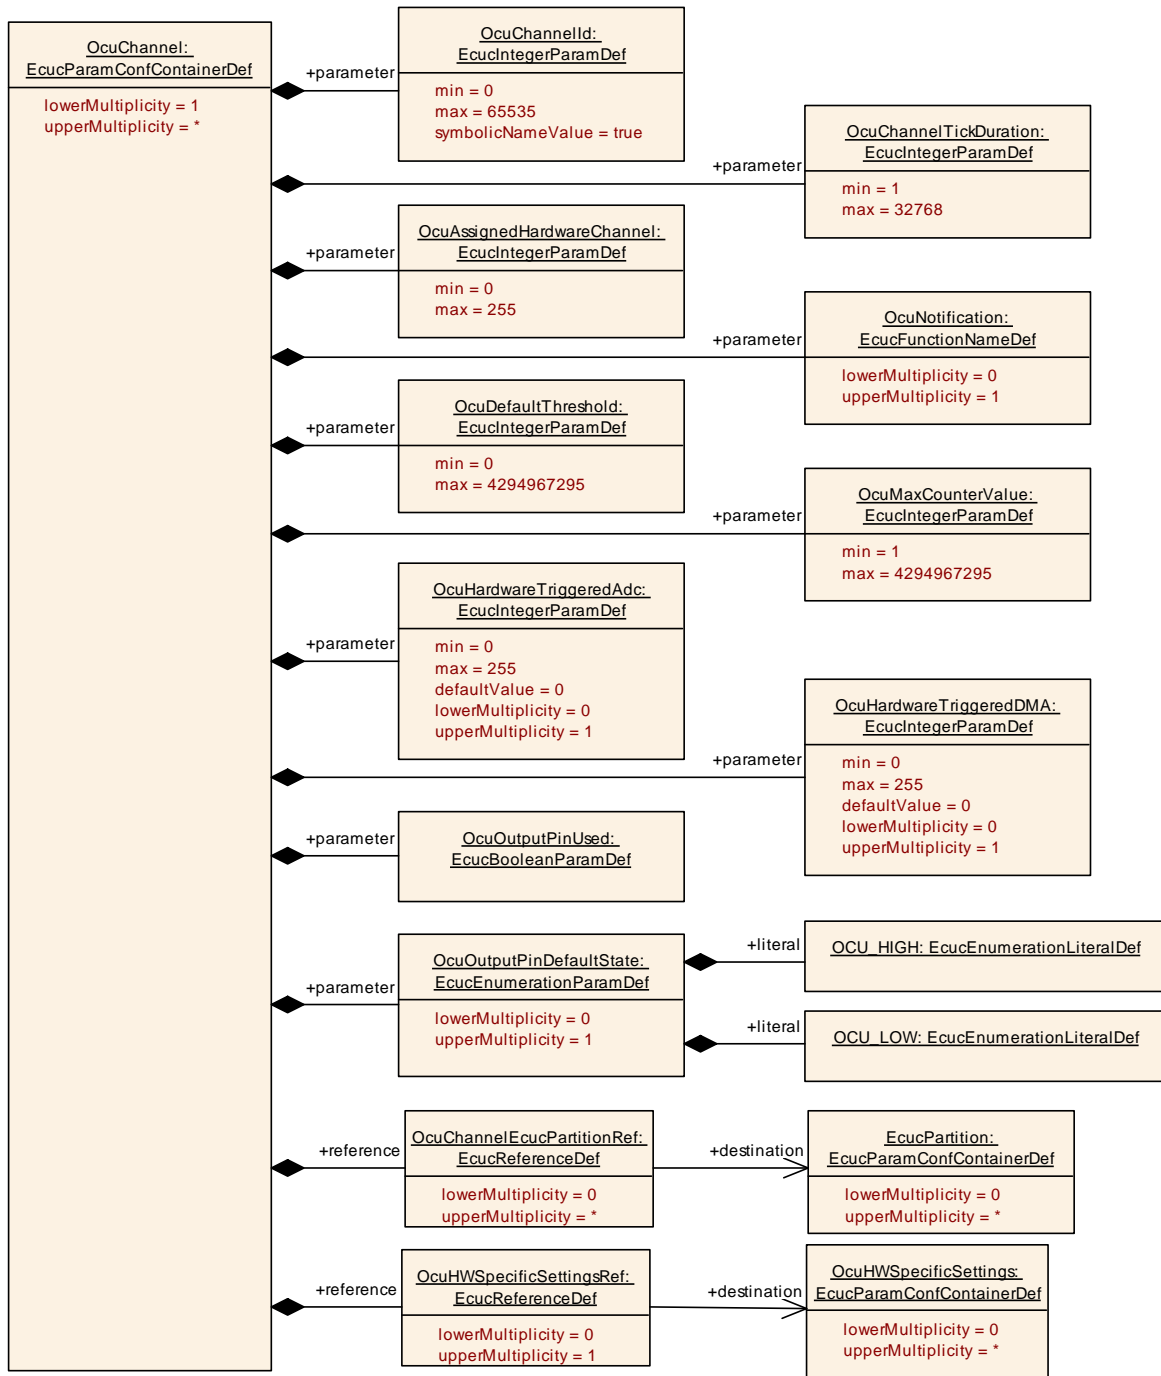 OcuChannel:
EcucParamConfContainerDef
lowerMultiplicity = 1
upperMultiplicity = *
+parameter
OcuChannelId:
EcucIntegerParamDef
min = 0
max = 65535
symbolicNameValue = true
+parameter
OcuChannelTickDuration:
EcucIntegerParamDef
min = 1
max = 32768
+parameter
OcuAssignedHardwareChannel:
EcucIntegerParamDef
min = 0
max = 255
+parameter
OcuNotification:
EcucFunctionNameDef
lowerMultiplicity = 0
upperMultiplicity = 1
+parameter
OcuDefaultThreshold:
EcucIntegerParamDef
min = 0
max = 4294967295
+parameter
OcuMaxCounterValue:
EcucIntegerParamDef
min = 1
max = 4294967295
+parameter
OcuHardwareTriggeredAdc:
EcucIntegerParamDef
min = 0
max = 255
defaultValue = 0
lowerMultiplicity = 0
upperMultiplicity = 1
+parameter
OcuHardwareTriggeredDMA:
EcucIntegerParamDef
min = 0
max = 255
defaultValue = 0
lowerMultiplicity = 0
upperMultiplicity = 1
+parameter
OcuOutputPinUsed:
EcucBooleanParamDef
+parameter
OcuOutputPinDefaultState:
EcucEnumerationParamDef
lowerMultiplicity = 0
upperMultiplicity = 1
+literal
OCU_HIGH: EcucEnumerationLiteralDef
+literal
OCU_LOW: EcucEnumerationLiteralDef
+reference
OcuChannelEcucPartitionRef:
EcucReferenceDef
lowerMultiplicity = 0
upperMultiplicity = *
+destination
EcucPartition:
EcucParamConfContainerDef
lowerMultiplicity = 0
upperMultiplicity = *
+reference
OcuHWSpecificSettingsRef:
EcucReferenceDef
lowerMultiplicity = 0
upperMultiplicity = 1
+destination
OcuHWSpecificSettings:
EcucParamConfContainerDef
lowerMultiplicity = 0
upperMultiplicity = *